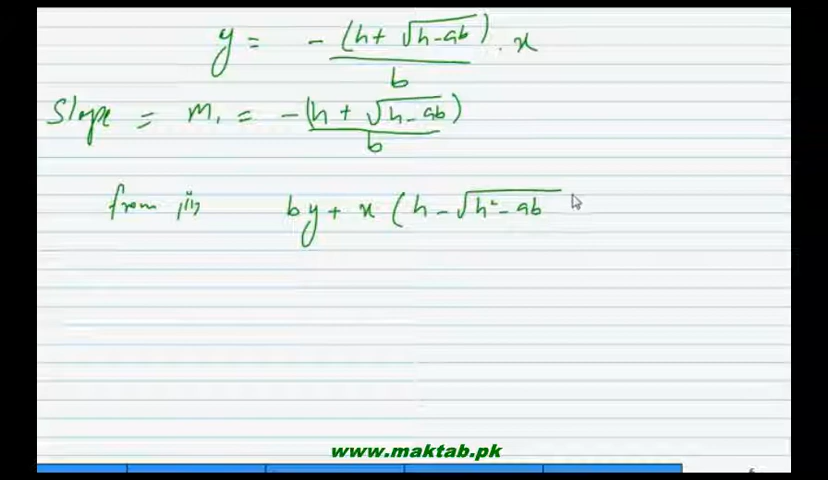 y = - (h + √h-ab) . x / b
Slope = m₁ = -(h + √h-ab) / b
from (ii) by + x (h - √h²-ab
www.maktab.pk